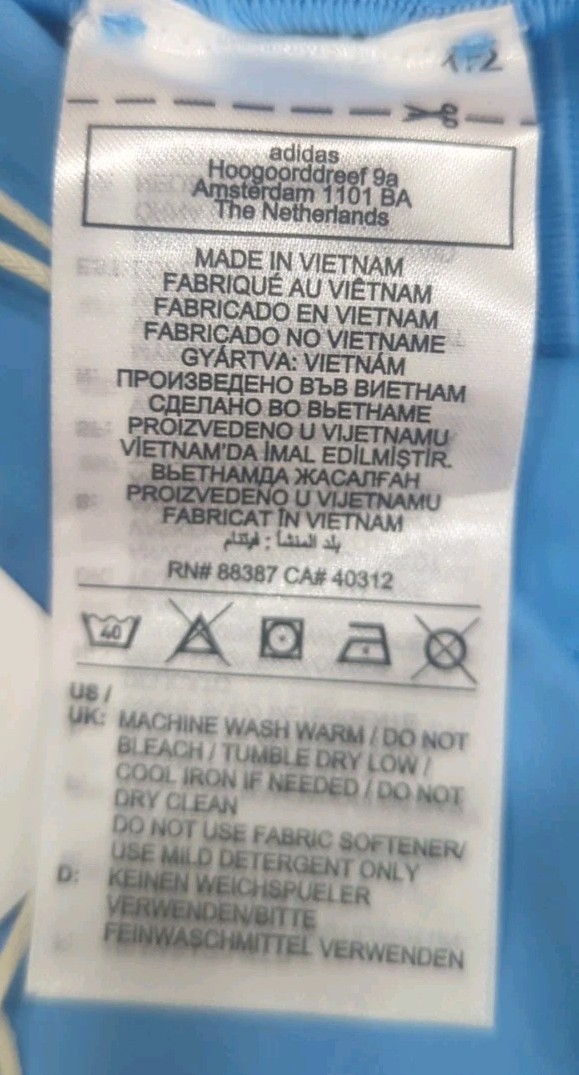 adidas
Hoogoorddreef 9a
Amsterdam 1101 BA
The Netherlands
MADE IN VIETNAM
FABRIQUÉ AU VIÊTNAM
FABRICADO EN VIETNAM
FABRICADO NO VIETNAME
GYÁRTVA: VIETNÁM
ПРОИЗВЕДЕНО ВЪВ ВИЕТНАМ
СДЕЛАНО ВО ВЬЕТНАМЕ
PROIZVEDENO U VIJETNAMU
VİETNAM'DA İMAL EDİLMİŞTİR.
ВЬЕТНАМДА ЖАСАЛҒАН
PROIZVEDENO U VIJETNAMU
FABRICAT ÎN VIETNAM
بلد المنشأ : فيتنام
RN# 88387 CA# 40312
40
US /
UK: MACHINE WASH WARM / DO NOT
BLEACH / TUMBLE DRY LOW /
COOL IRON IF NEEDED / DO NOT
DRY CLEAN
DO NOT USE FABRIC SOFTENER/
USE MILD DETERGENT ONLY
D: KEINEN WEICHSPUELER
VERWENDEN/BITTE
FEINWASCHMITTEL VERWENDEN